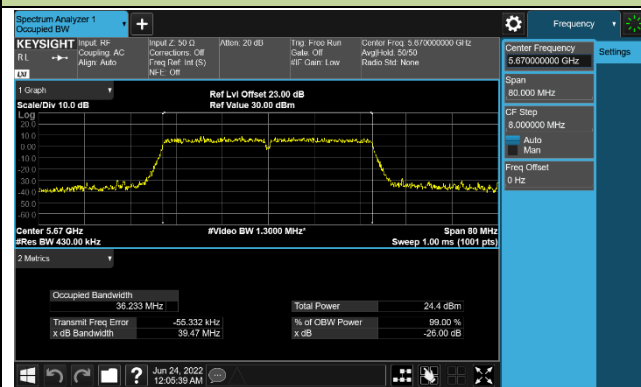 Spectrum Analyzer 1
Occupied BW
+
Frequency
KEYSIGHT
Input: RF
Coupling: AC
Align: Auto
Input Z: 50 Ω
Corrections: Off
Freq Ref: Int (S)
NFE: Off
Atten: 20 dB
Trig: Free Run
Gate: Off
#IF Gain: Low
Center Freq: 5.670000000 GHz
Avg|Hold: 50/50
Radio Std: None
RL
LXI
1 Graph
Scale/Div 10.0 dB
Ref Lvl Offset 23.00 dB
Ref Value 30.00 dBm
Log
20.0
10.0
0.00
-10.0
-20.0
-30.0
-40.0
-50.0
-60.0
Center 5.67 GHz
#Res BW 430.00 kHz
#Video BW 1.3000 MHz*
Span 80 MHz
Sweep 1.00 ms (1001 pts)
2 Metrics
Occupied Bandwidth
36.233 MHz
Total Power 24.4 dBm
Transmit Freq Error -55.332 kHz
% of OBW Power 99.00 %
x dB Bandwidth 39.47 MHz
x dB -26.00 dB
Jun 24, 2022
12:05:39 AM
Center Frequency
5.670000000 GHz
Settings
Span
80.000 MHz
CF Step
8.000000 MHz
Auto
Man
Freq Offset
0 Hz